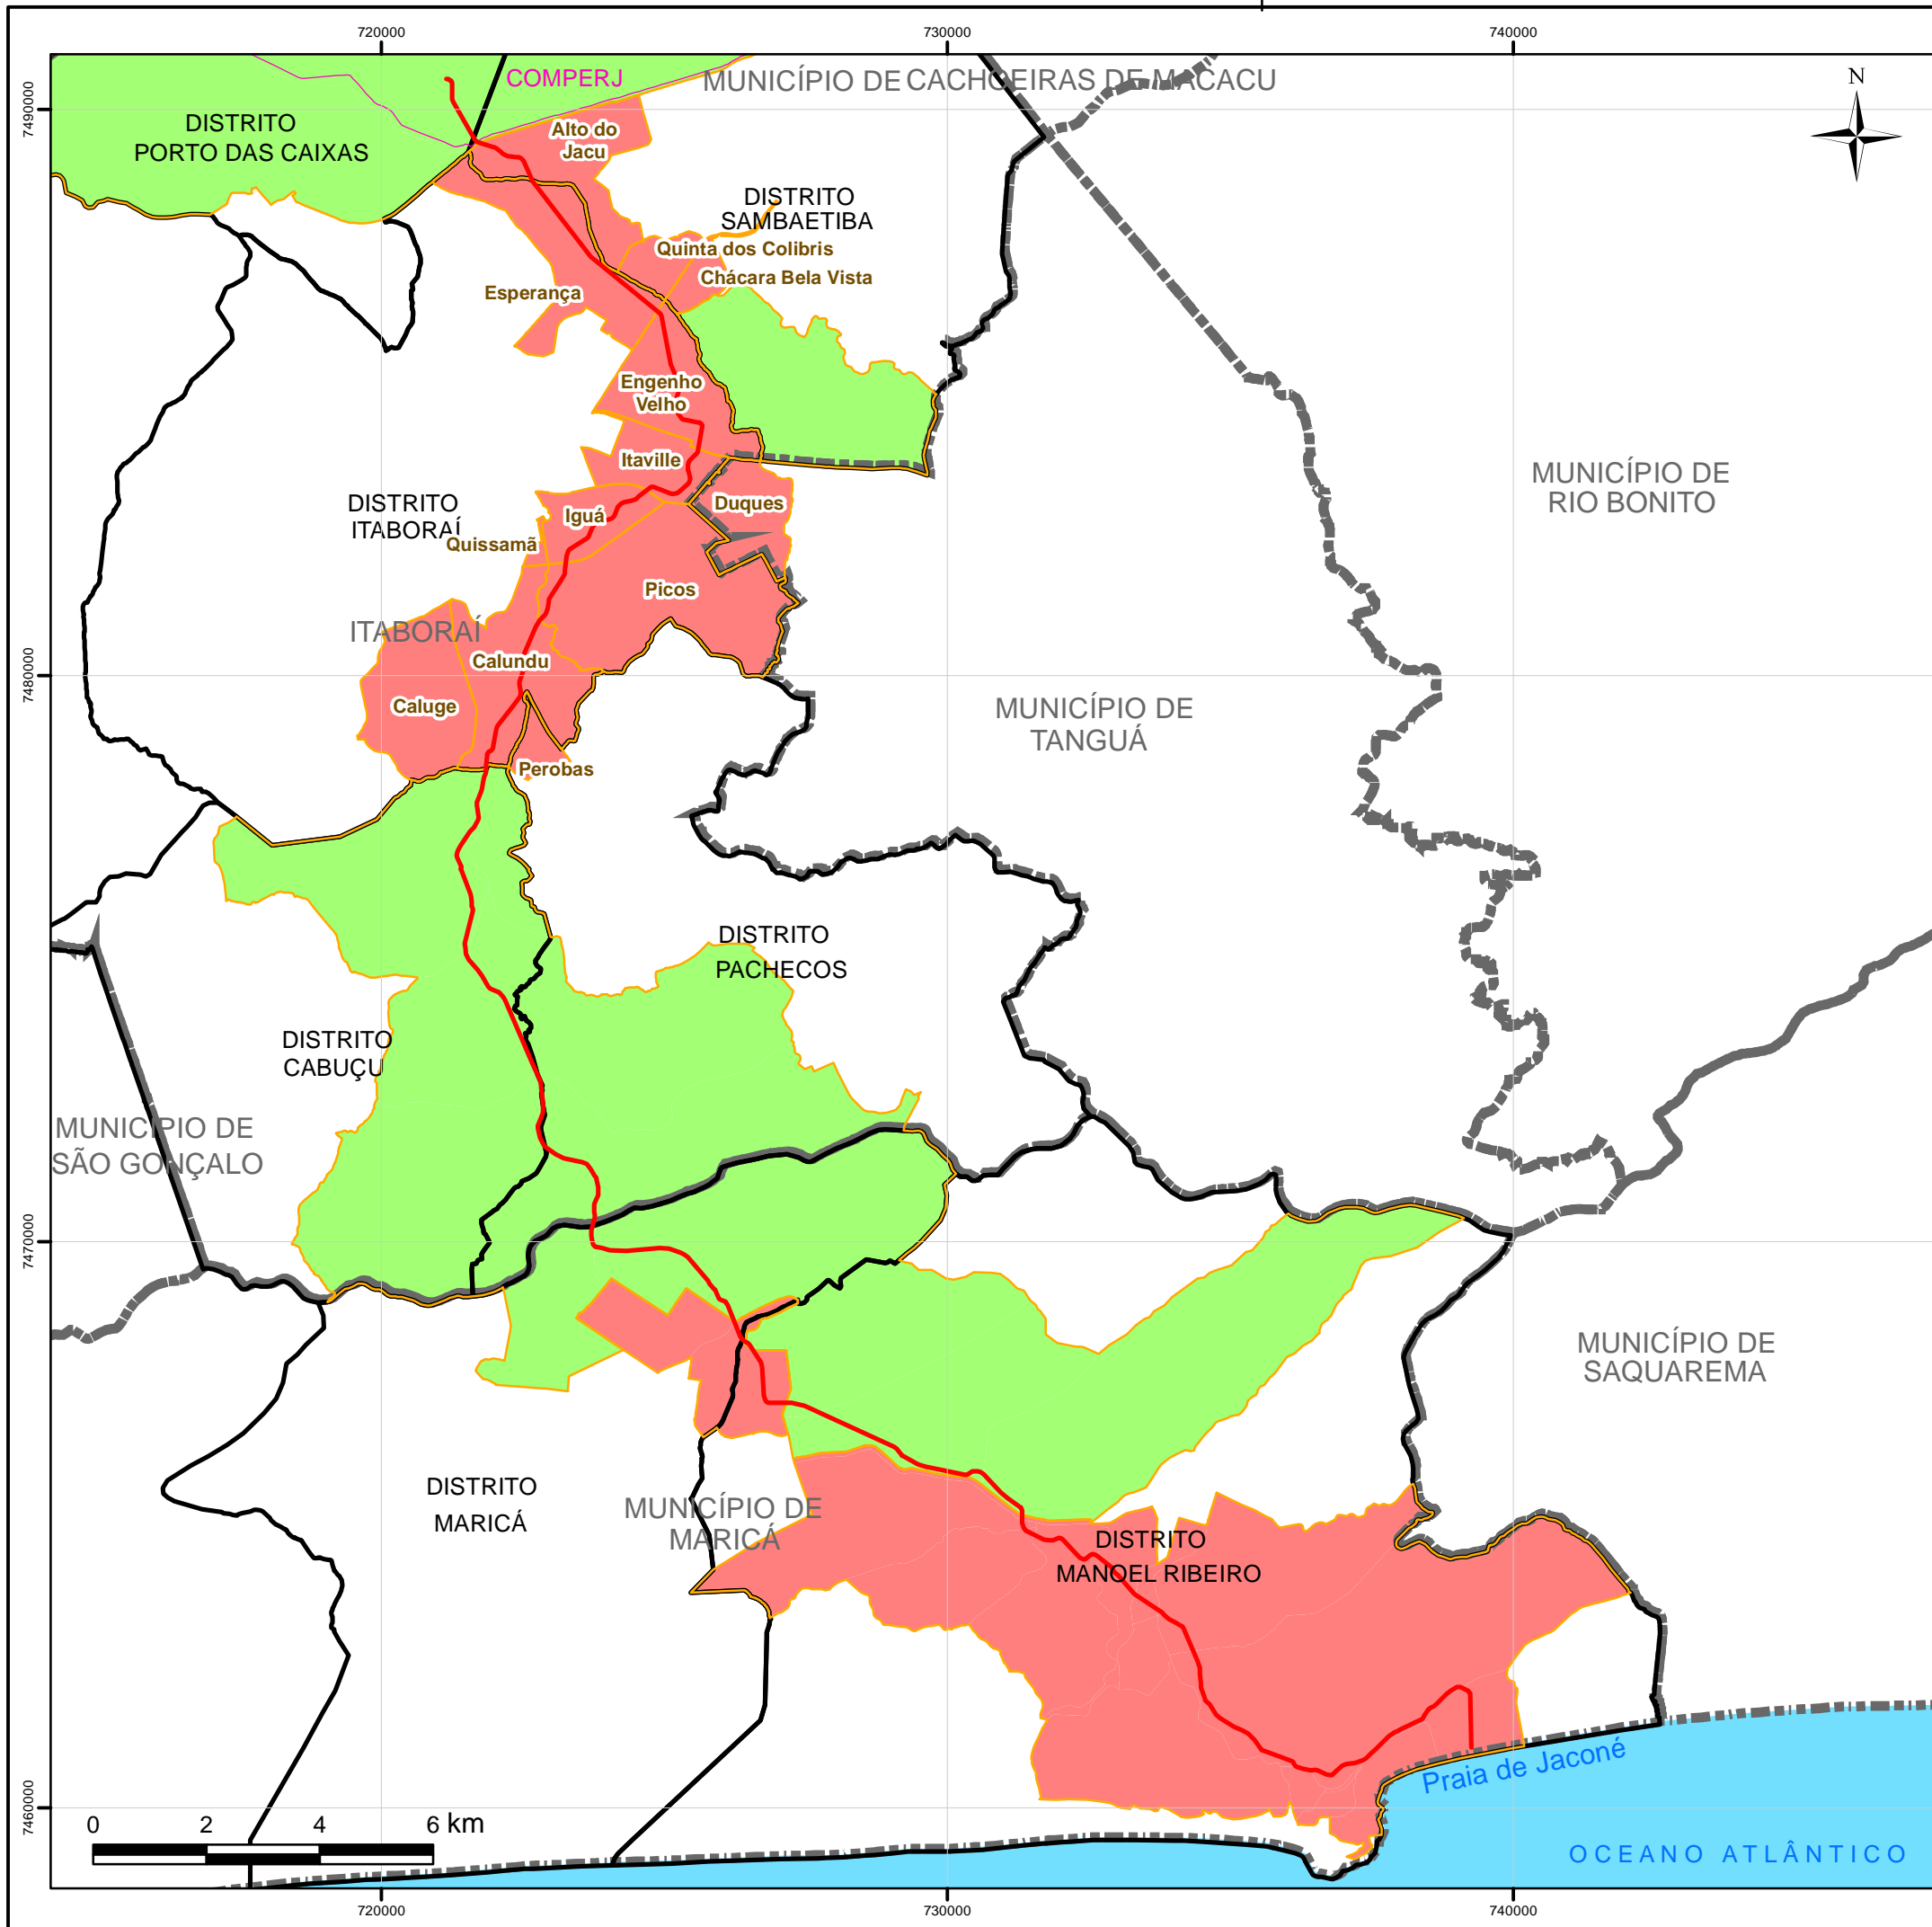 720000
730000
740000
COMPERJ
MUNICÍPIO DE CACHOEIRAS DE MACACU
N
7490000
DISTRITO
PORTO DAS CAIXAS
Alto do
Jacu
DISTRITO
SAMBAETIBA
Quinta dos Colibris
Chácara Bela Vista
Esperança
Engenho
Velho
Itaville
MUNICÍPIO DE
RIO BONITO
DISTRITO
ITABORAÍ
Duques
Iguá
Quissamã
Picos
ITABORAÍ
Calundu
7480000
Caluge
MUNICÍPIO DE
TANGUÁ
Perobas
DISTRITO
PACHECOS
DISTRITO
CABUÇU
MUNICÍPIO DE
SÃO GONÇALO
7470000
MUNICÍPIO DE
SAQUAREMA
DISTRITO
MARICÁ
MUNICÍPIO DE
MARICÁ
DISTRITO
MANOEL RIBEIRO
Praia de Jaconé
7460000
0 2 4 6 km
OCEANO ATLÂNTICO
720000
730000
740000